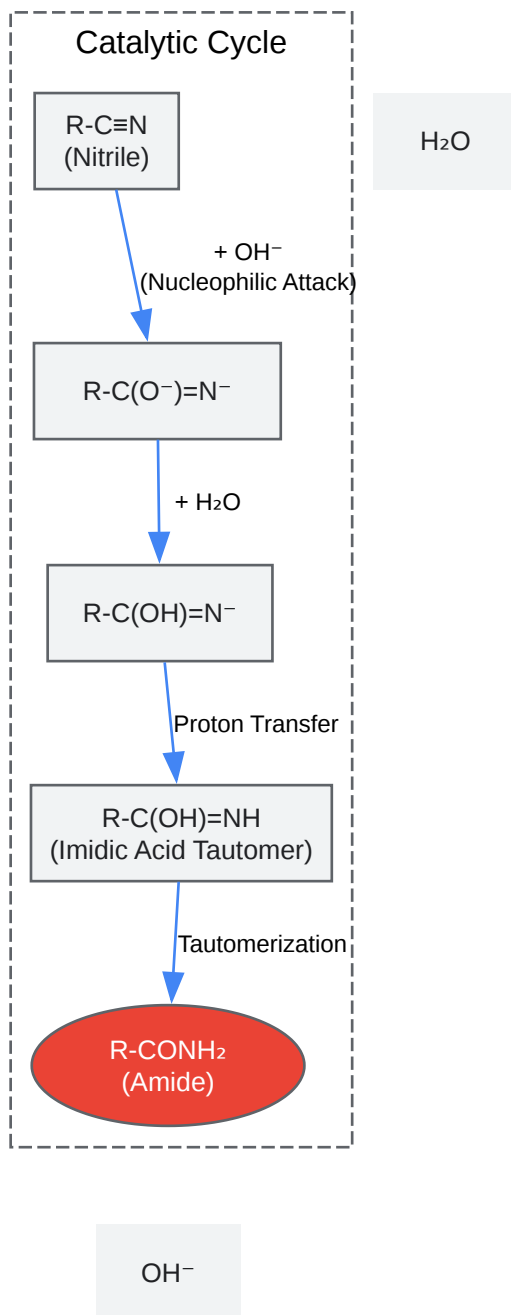 Catalytic Cycle
R-C≡N
(Nitrile)
H₂O
+ OH⁻
(Nucleophilic Attack)
R-C(O⁻)=N⁻
+ H₂O
R-C(OH)=N⁻
Proton Transfer
R-C(OH)=NH
(Imidic Acid Tautomer)
Tautomerization
R-CONH₂
(Amide)
OH⁻